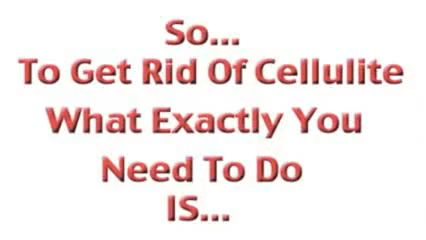 So...
To Get Rid Of Cellulite
What Exactly You
Need To Do
IS...